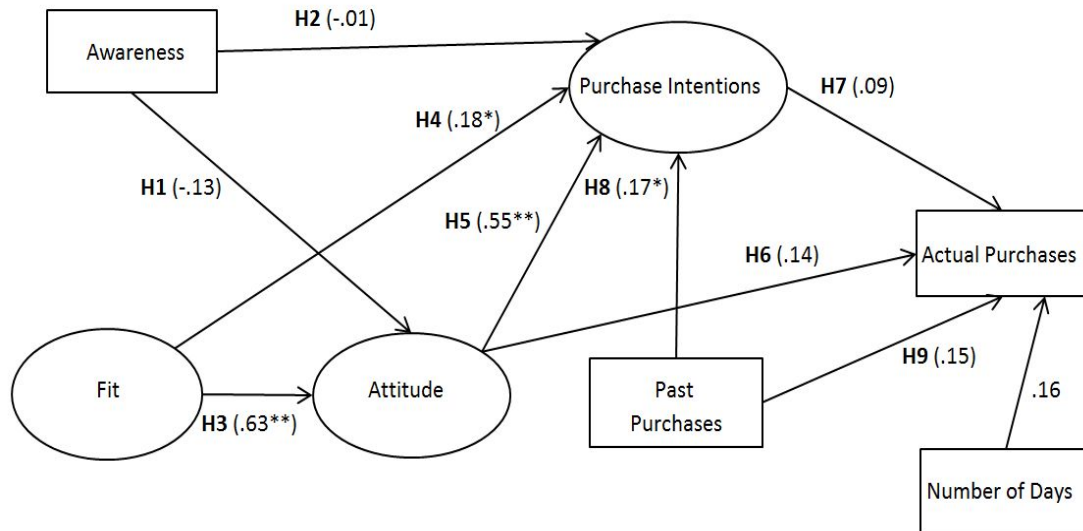 H2 (-.01)
Awareness
Purchase Intentions
H7 (.09)
H4 (.18*)
H1 (-.13)
H8 (.17*)
H5 (.55**)
H6 (.14)
Actual Purchases
H9 (.15)
Fit
Attitude
Past
Purchases
.16
H3 (.63**)
Number of Days